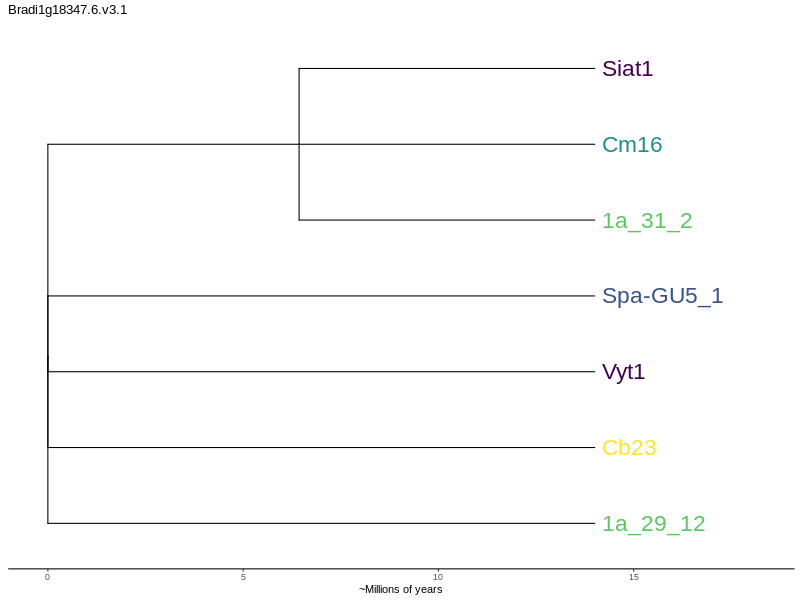 Bradi1g18347.6.v3.1
Siat1
Cm16
1a_31_2
Spa-GU5_1
Vyt1
Cb23
1a_29_12
0 5 10 15
~Millions of years